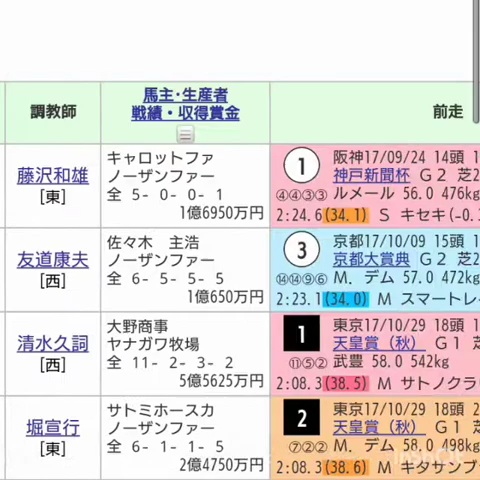 調教師 馬主･生産者 戦績・収得賞金 前走
藤沢和雄 [東]
キャロットファ
ノーザンファー
全 5- 0- 0- 1
1億6950万円
1 阪神17/09/24 14頭 1
神戸新聞杯 Ｇ２ 芝2
④④③③ ルメール 56.0 476k
2:24.6(34.1) S キセキ(-0.
友道康夫 [西]
佐々木 主浩
ノーザンファー
全 6- 5- 5- 5
1億650万円
3 京都17/10/09 15頭 1
京都大賞典 Ｇ２ 芝2
⑭⑭⑨⑥ M．デム 57.0 472k
2:23.1(34.0) M スマートレ
清水久詞 [西]
大野商事
ヤナガワ牧場
全 11- 2- 3- 2
5億5625万円
1 東京17/10/29 18頭
天皇賞（秋） Ｇ１ 芝
⑪⑤② 武豊 58.0 542kg
2:08.3(38.5) M サトノクラ
堀宣行 [東]
サトミホースカ
ノーザンファー
全 6- 1- 1- 5
2億4750万円
2 東京17/10/29 18頭
天皇賞（秋） Ｇ１ 芝
⑦②② M．デム 58.0 498k
2:08.3(38.6) M キタサンブ